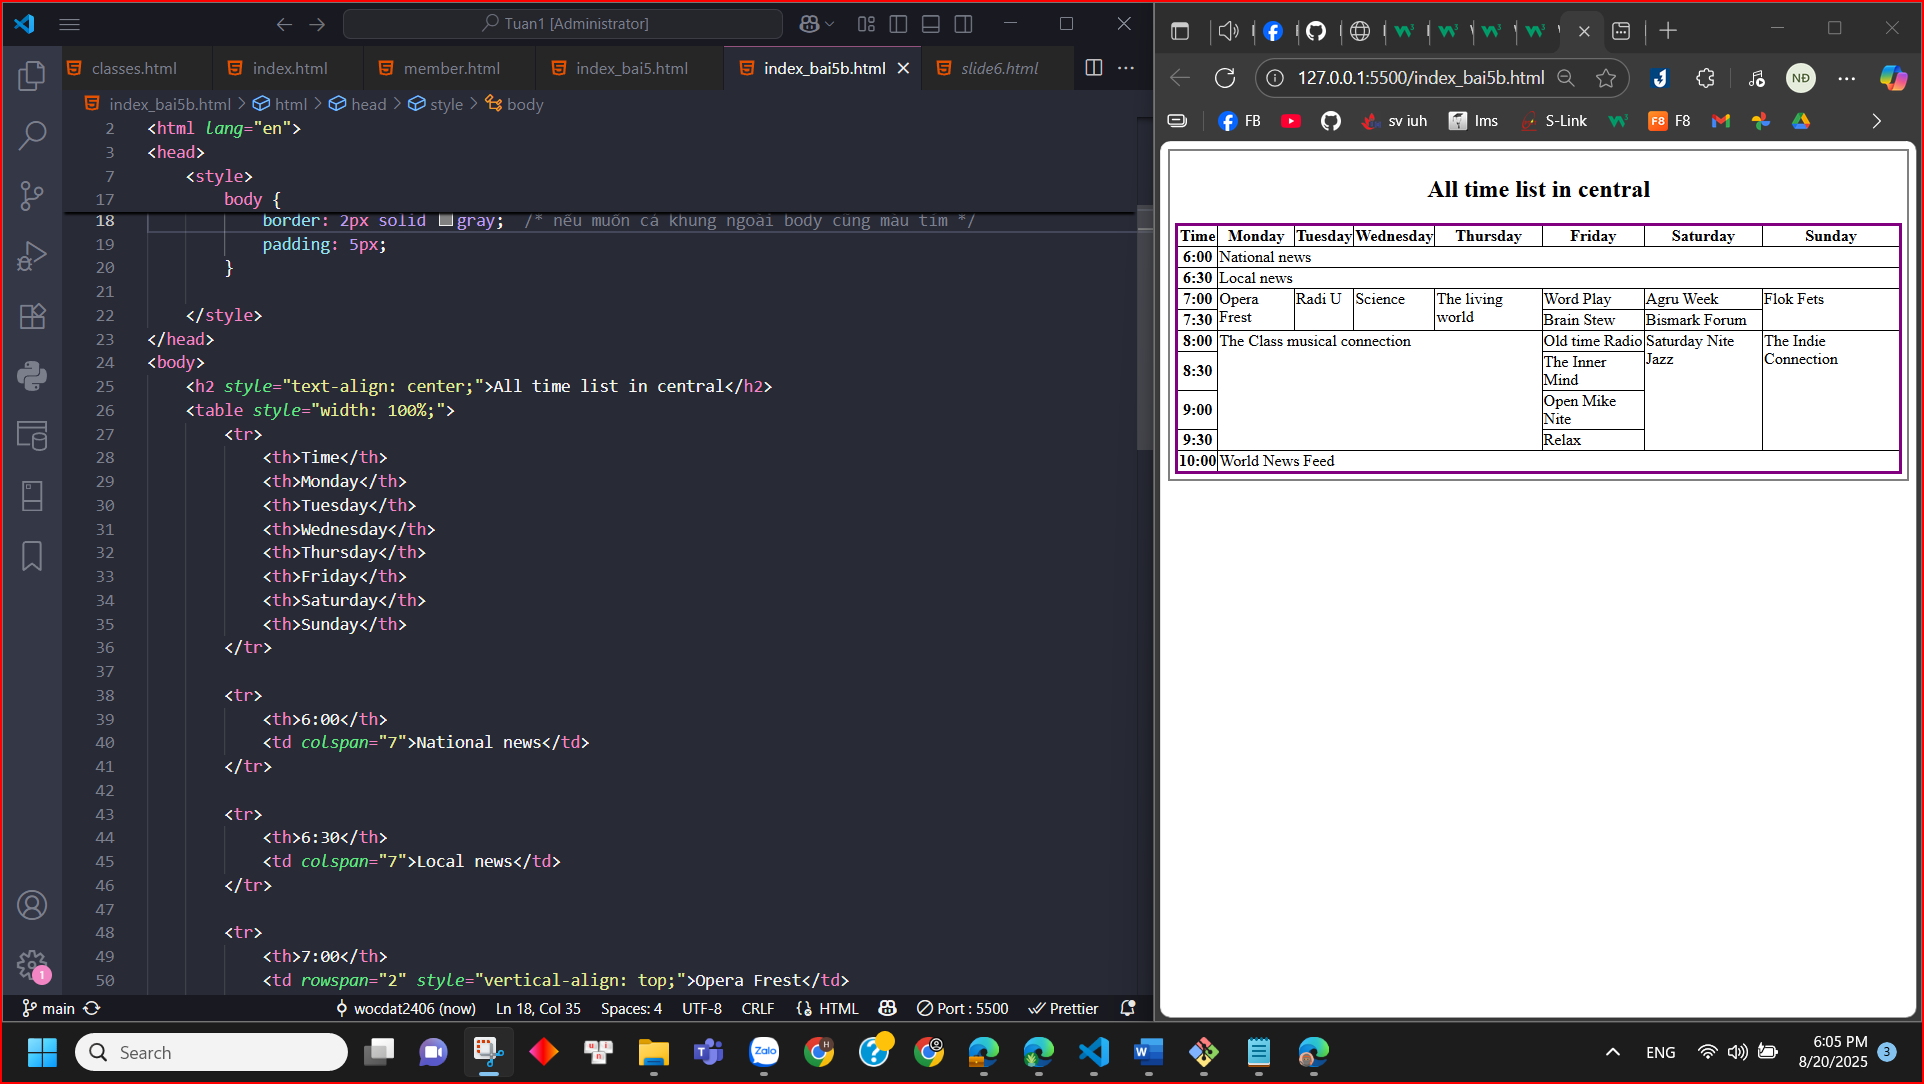 Tuan1 [Administrator]
classes.html
index.html
member.html
index_bai5.html
index_bai5b.html
slide6.html
index_bai5b.html > html > head > style > body
2 <html lang="en">
3 <head>
7 <style>
17 body {
18 border: 2px solid gray; /* nếu muốn cả khung ngoài body cũng màu tím */
19 padding: 5px;
20 }
21
22 </style>
23 </head>
24 <body>
25 <h2 style="text-align: center;">All time list in central</h2>
26 <table style="width: 100%;">
27 <tr>
28 <th>Time</th>
29 <th>Monday</th>
30 <th>Tuesday</th>
31 <th>Wednesday</th>
32 <th>Thursday</th>
33 <th>Friday</th>
34 <th>Saturday</th>
35 <th>Sunday</th>
36 </tr>
37
38 <tr>
39 <th>6:00</th>
40 <td colspan="7">National news</td>
41 </tr>
42
43 <tr>
44 <th>6:30</th>
45 <td colspan="7">Local news</td>
46 </tr>
47
48 <tr>
49 <th>7:00</th>
50 <td rowspan="2" style="vertical-align: top;">Opera Frest</td>
1
main
wocdat2406 (now)
Ln 18, Col 35
Spaces: 4
UTF-8
CRLF
HTML
Port : 5500
Prettier
127.0.0.1:5500/index_bai5b.html
NĐ
FB
sv iuh
lms
S-Link
F8 F8
All time list in central
Time Monday Tuesday Wednesday Thursday Friday Saturday Sunday
6:00 National news
6:30 Local news
7:00 Opera Frest Radi U Science The living world Word Play Agru Week Flok Fets
7:30 Brain Stew Bismark Forum
8:00 The Class musical connection Old time Radio Saturday Nite Jazz The Indie Connection
8:30 The Inner Mind
9:00 Open Mike Nite
9:30 Relax
10:00 World News Feed
Search
Zalo
ENG
6:05 PM
8/20/2025
3